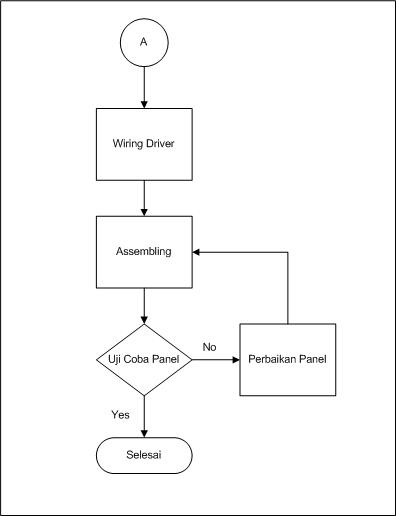 A
Wiring Driver
Assembling
Uji Coba Panel
No
Perbaikan Panel
Yes
Selesai